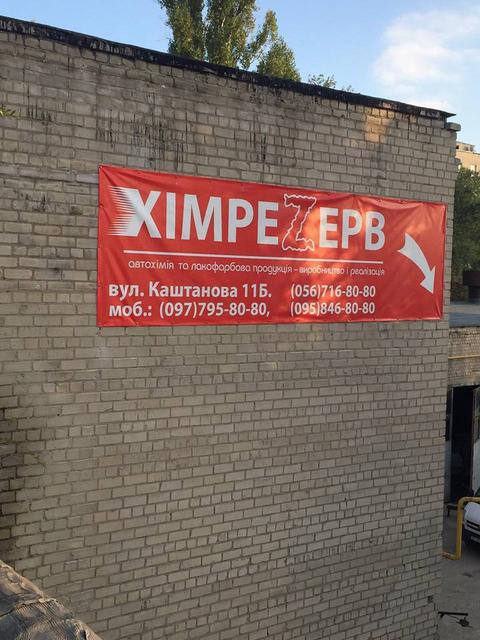 ХІМРЕZЕРВ
автохімія та лакофарбова продукція – виробництво і реалізація
вул. Каштанова 11Б. (056)716-80-80
моб.: (097)795-80-80, (095)846-80-80